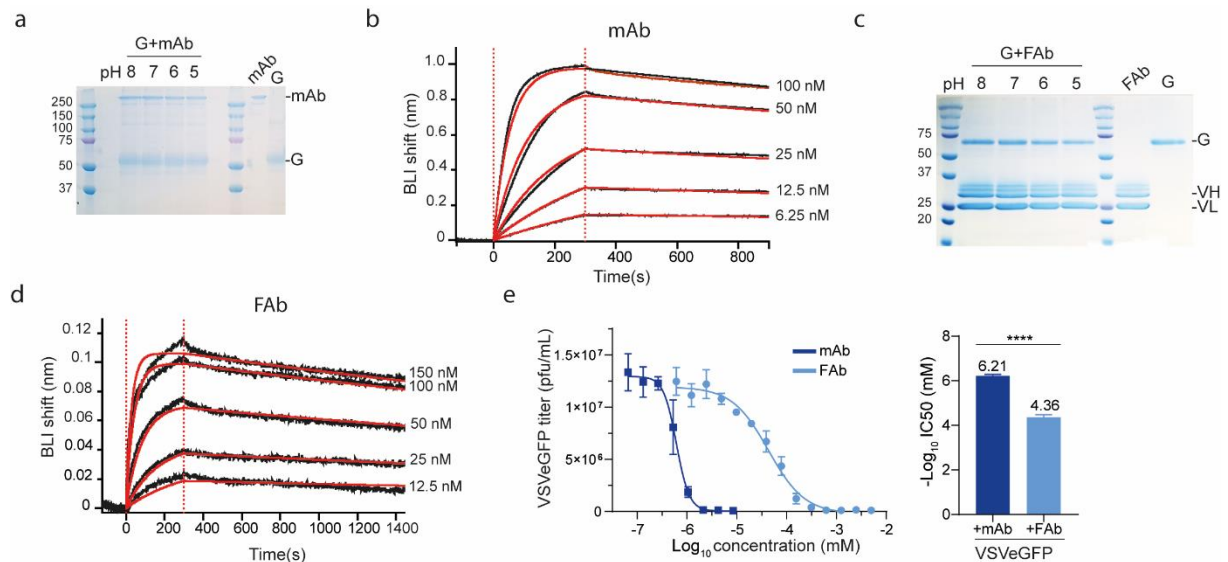 a
G+mAb
pH 8 7 6 5 mAb G
250
150
100
75
50
37
-mAb
-G
b
mAb
BLI shift (nm)
1.0
0.8
0.6
0.4
0.2
0
100 nM
50 nM
25 nM
12.5 nM
6.25 nM
0 200 400 600 800
Time(s)
c
G+FAb
pH 8 7 6 5 FAb G
75
50
37
25
20
-G
-VH
-VL
d
FAb
BLI shift (nm)
0.12
0.1
0.08
0.06
0.04
0.02
0
150 nM
100 nM
50 nM
25 nM
12.5 nM
0 200 400 600 800 1000 1200 1400
Time(s)
e
VSVeGFP titer (pfu/mL)
1.5×10⁷
1×10⁷
5×10⁶
0
mAb
FAb
-7 -6 -5 -4 -3 -2
Log₁₀ concentration (mM)
-Log₁₀ IC50 (mM)
8
6
4
2
0
****
6.21
4.36
+mAb +FAb
VSVeGFP